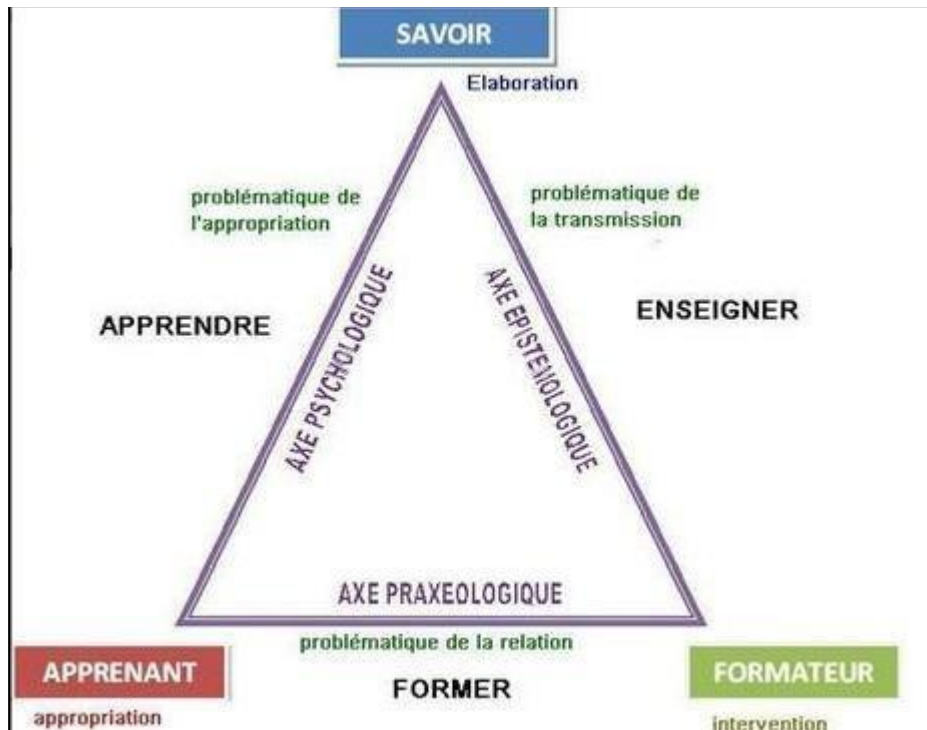 SAVOIR
Elaboration
problématique de
l'appropriation
problématique de
la transmission
APPRENDRE
ENSEIGNER
AXE PSYCHOLOGIQUE
AXE EPISTEMOLOGIQUE
AXE PRAXEOLOGIQUE
problématique de la relation
APPRENANT
FORMATEUR
FORMER
appropriation
intervention